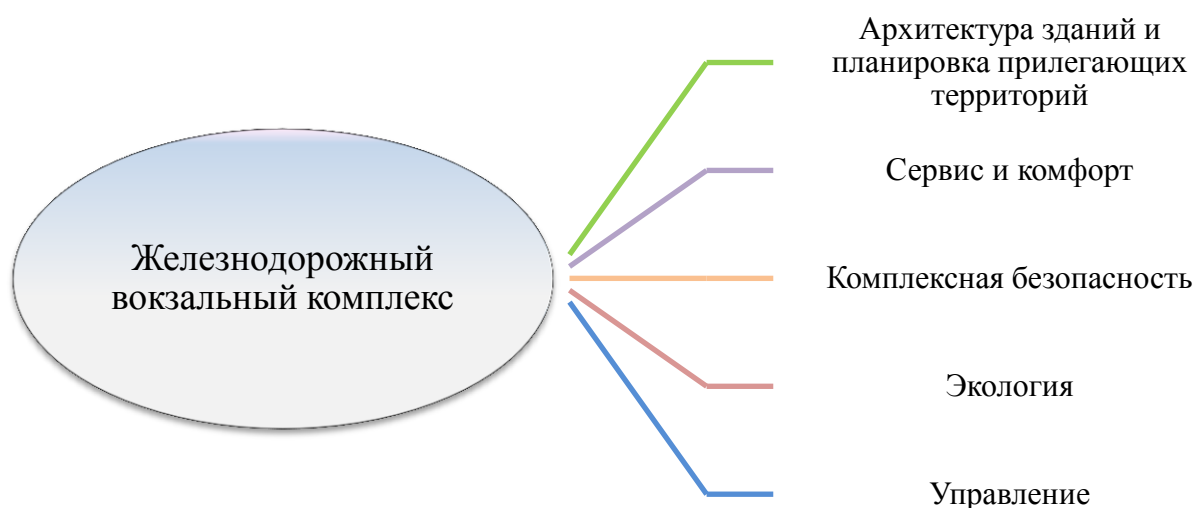 Железнодорожный
вокзальный комплекс
Архитектура зданий и
планировка прилегающих
территорий
Сервис и комфорт
Комплексная безопасность
Экология
Управление